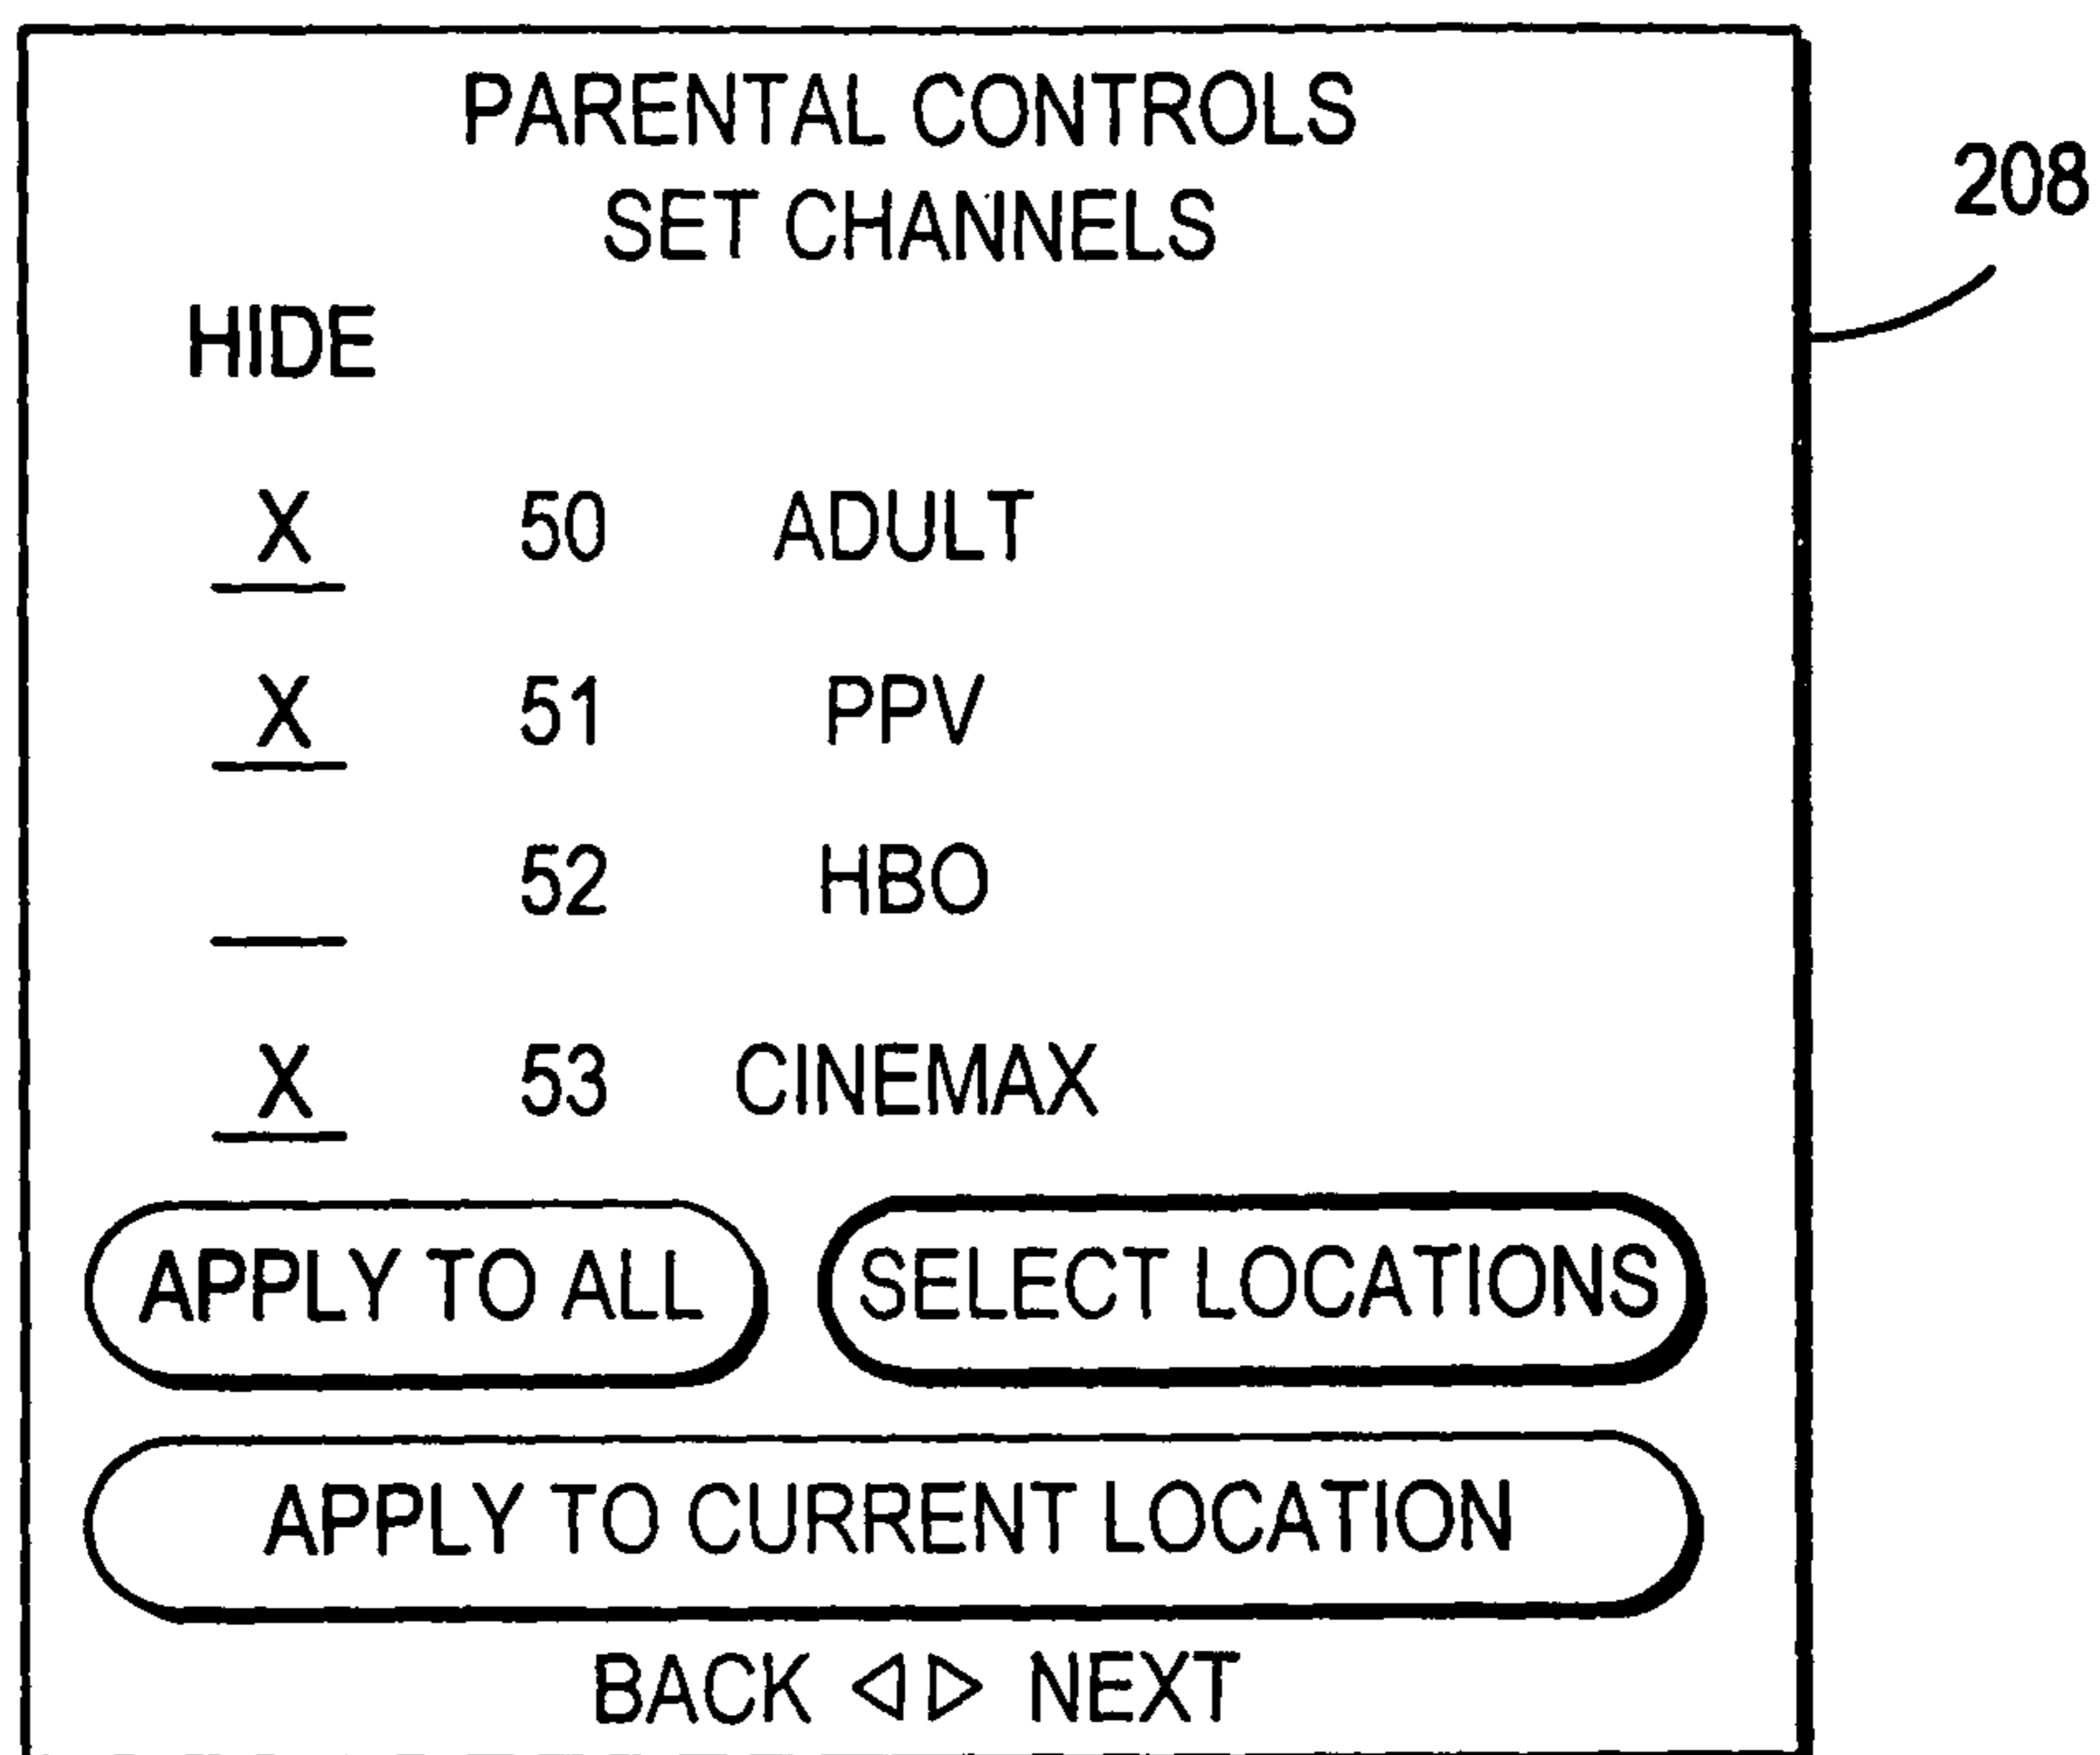 PARENTAL CONTROLS
SET CHANNELS
208
HIDE
X 50 ADULT
X 51 PPV
52 HBO
X 53 CINEMAX
APPLY TO ALL SELECT LOCATIONS
APPLY TO CURRENT LOCATION
BACK ◁▷ NEXT